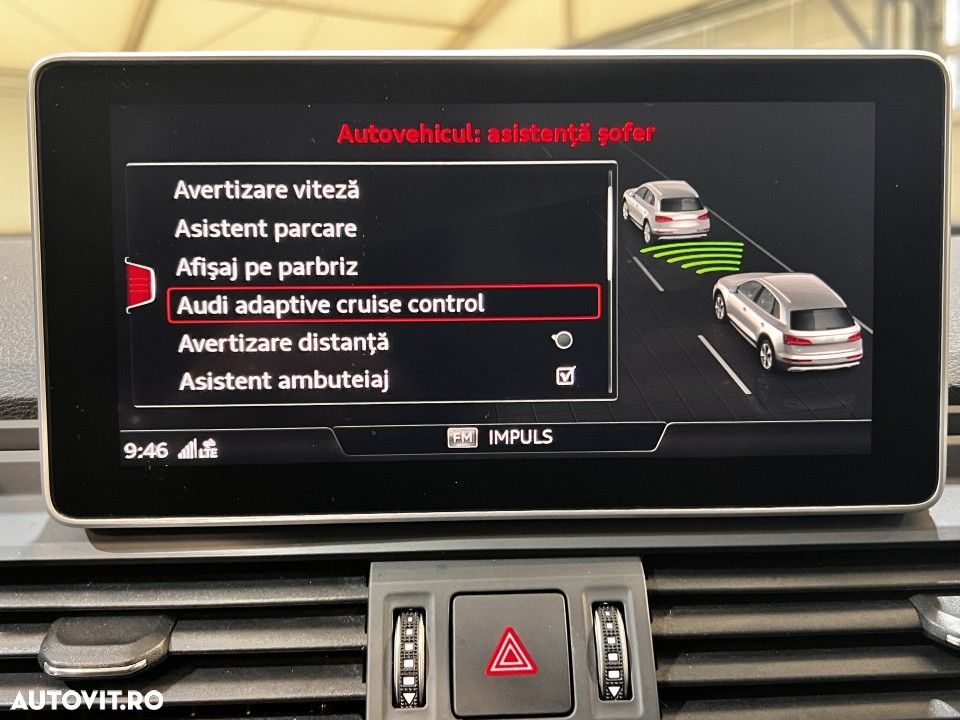 Autovehicul: asistență șofer
Avertizare viteză
Asistent parcare
Afișaj pe parbriz
Audi adaptive cruise control
Avertizare distanță
Asistent ambuteiaj
9:46 LTE
FM IMPULS
AUTOVIT.RO